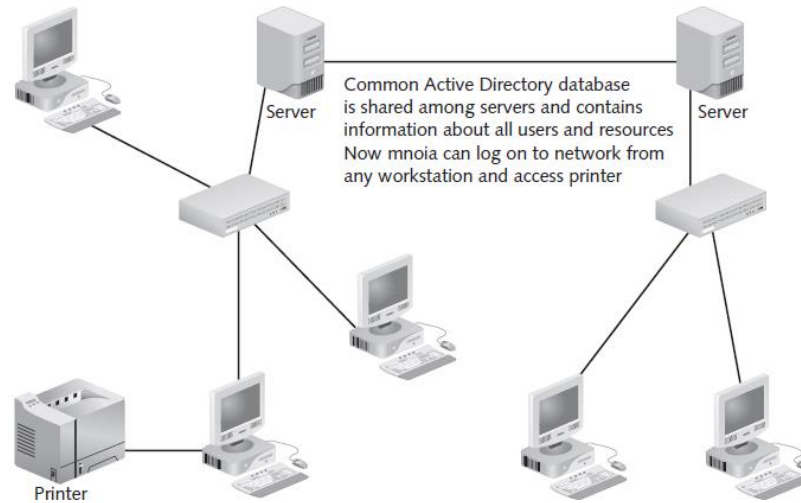 Server
Common Active Directory database
is shared among servers and contains
information about all users and resources
Now mnoia can log on to network from
any workstation and access printer
Server
Printer